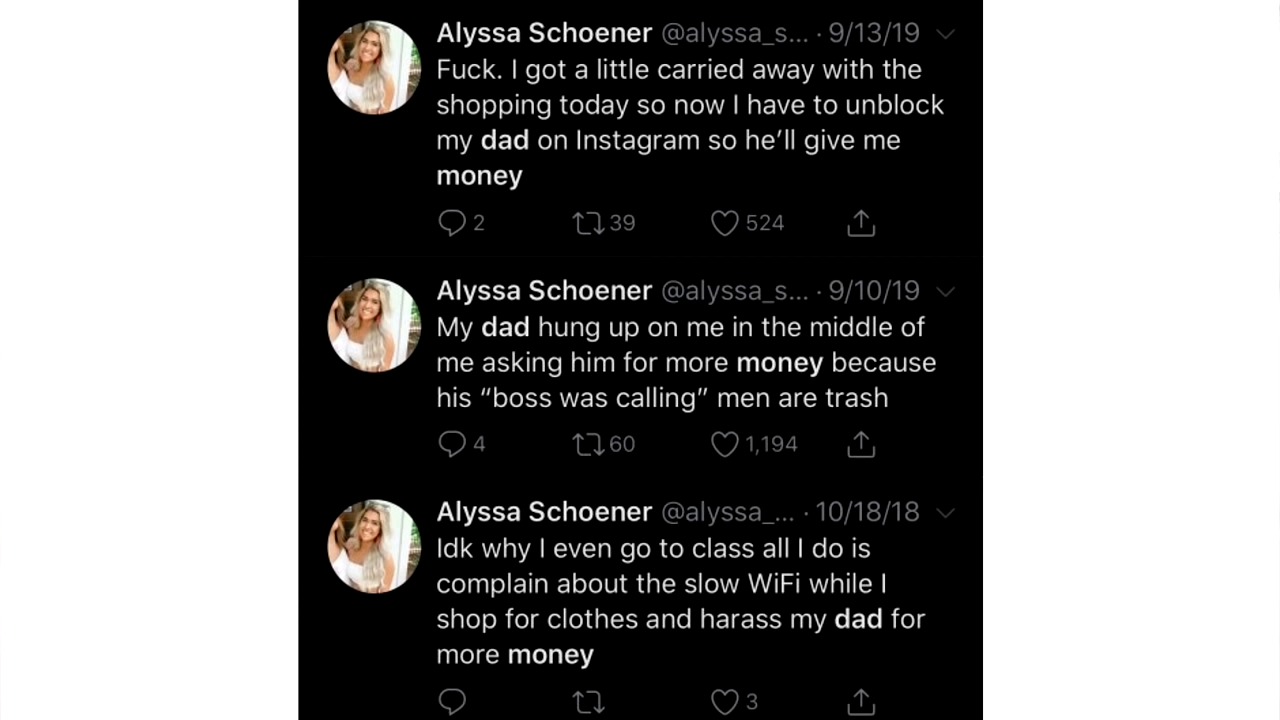 Alyssa Schoener @alyssa_s... · 9/13/19
Fuck. I got a little carried away with the
shopping today so now I have to unblock
my dad on Instagram so he’ll give me
money
2 39 524
Alyssa Schoener @alyssa_s... · 9/10/19
My dad hung up on me in the middle of
me asking him for more money because
his “boss was calling” men are trash
4 60 1,194
Alyssa Schoener @alyssa_... · 10/18/18
Idk why I even go to class all I do is
complain about the slow WiFi while I
shop for clothes and harass my dad for
more money
3